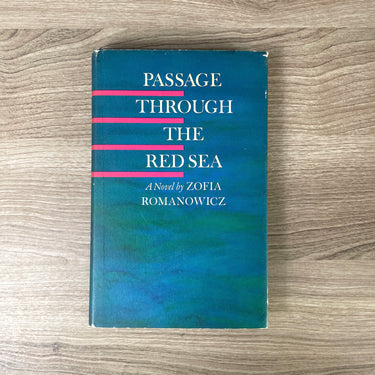 PASSAGE
THROUGH
THE
RED SEA
A Novel by ZOFIA
ROMANOWICZ